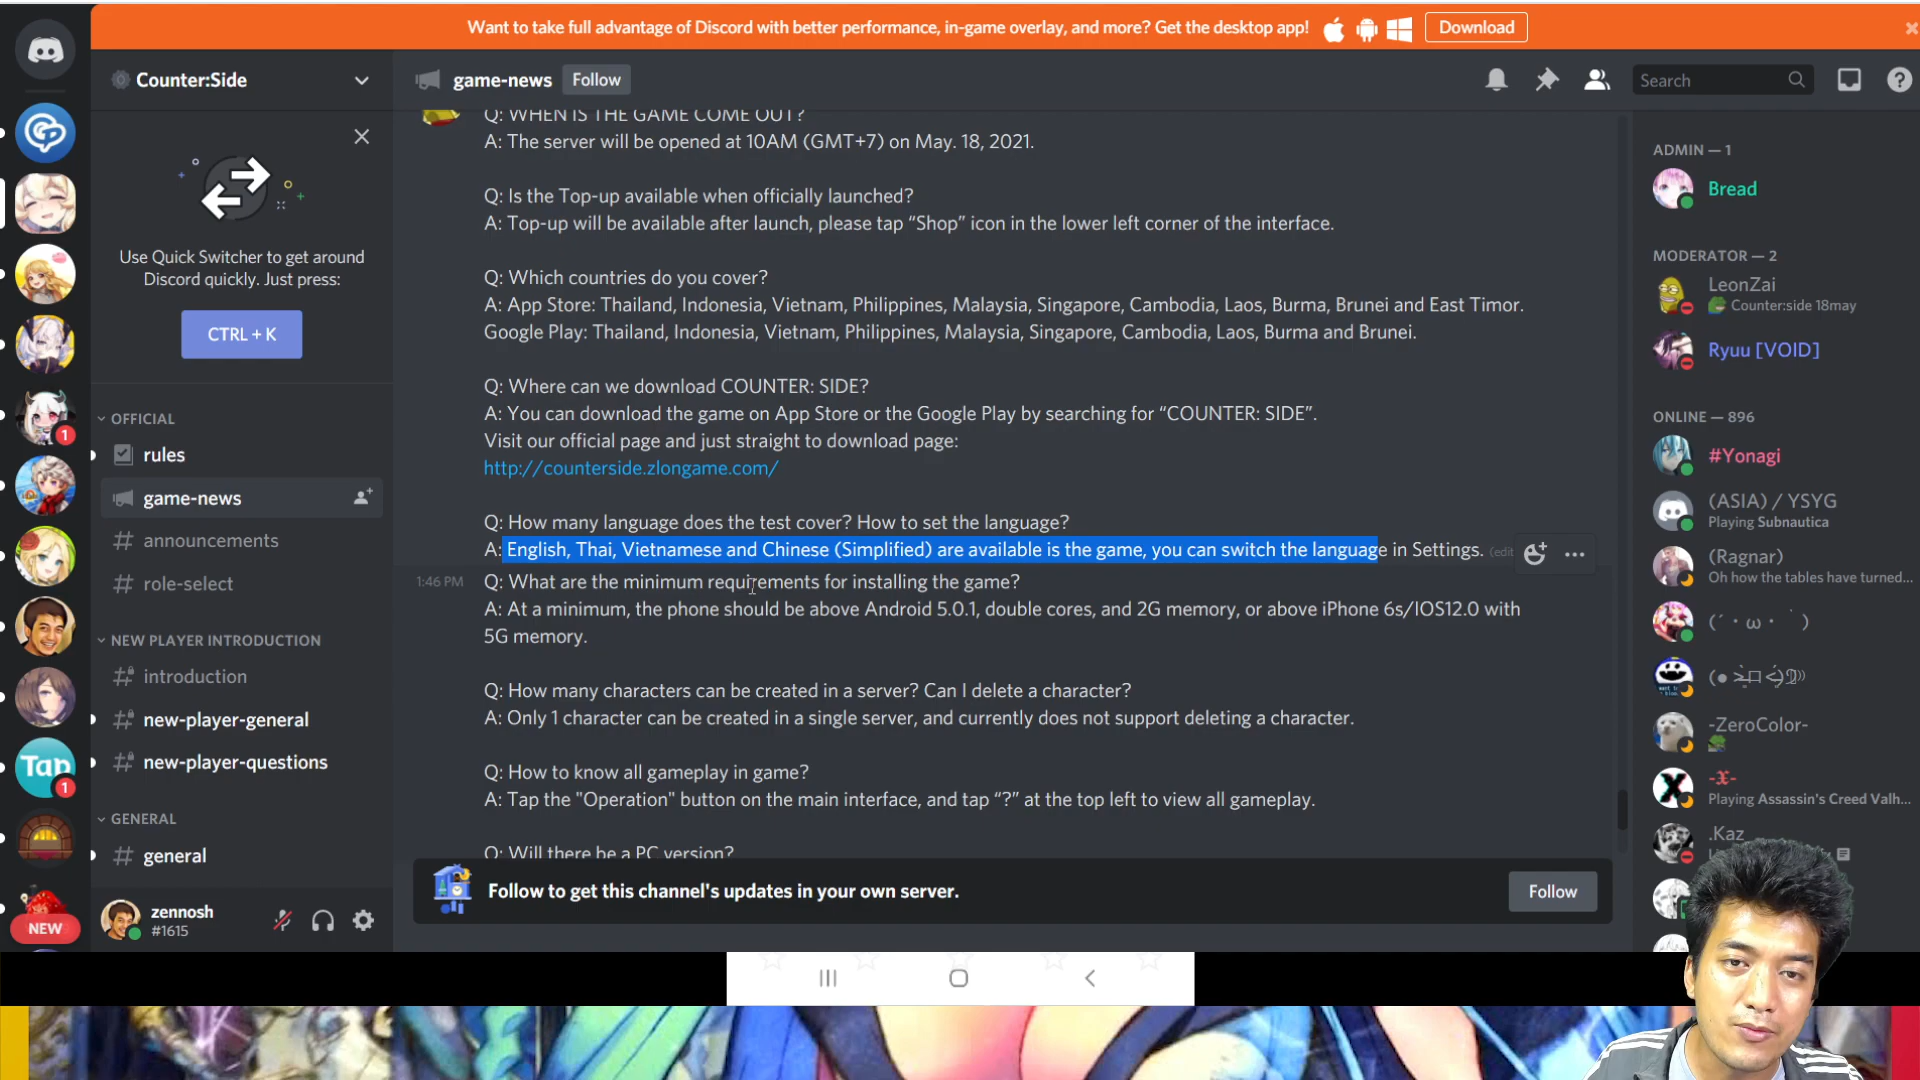 Want to take full advantage of Discord with better performance, in-game overlay, and more? Get the desktop app!
Download
Counter:Side
game-news
Follow
Search
Use Quick Switcher to get around
Discord quickly. Just press:
CTRL + K
OFFICIAL
rules
game-news
announcements
role-select
NEW PLAYER INTRODUCTION
introduction
new-player-general
new-player-questions
GENERAL
general
zennosh
#1615
1
Tap
1
NEW
Q: WHEN IS THE GAME COME OUT?
A: The server will be opened at 10AM (GMT+7) on May. 18, 2021.
Q: Is the Top-up available when officially launched?
A: Top-up will be available after launch, please tap “Shop” icon in the lower left corner of the interface.
Q: Which countries do you cover?
A: App Store: Thailand, Indonesia, Vietnam, Philippines, Malaysia, Singapore, Cambodia, Laos, Burma, Brunei and East Timor.
Google Play: Thailand, Indonesia, Vietnam, Philippines, Malaysia, Singapore, Cambodia, Laos, Burma and Brunei.
Q: Where can we download COUNTER: SIDE?
A: You can download the game on App Store or the Google Play by searching for “COUNTER: SIDE”.
Visit our official page and just straight to download page:
http://counterside.zlongame.com/
Q: How many language does the test cover? How to set the language?
A: English, Thai, Vietnamese and Chinese (Simplified) are available is the game, you can switch the language in Settings. (edit
1:46 PM
Q: What are the minimum requirements for installing the game?
A: At a minimum, the phone should be above Android 5.0.1, double cores, and 2G memory, or above iPhone 6s/IOS12.0 with
5G memory.
Q: How many characters can be created in a server? Can I delete a character?
A: Only 1 character can be created in a single server, and currently does not support deleting a character.
Q: How to know all gameplay in game?
A: Tap the "Operation" button on the main interface, and tap “?” at the top left to view all gameplay.
Q: Will there be a PC version?
Follow to get this channel's updates in your own server.
Follow
ADMIN — 1
Bread
MODERATOR — 2
LeonZai
Counter:side 18may
Ryuu [VOID]
ONLINE — 896
#Yonagi
(ASIA) / YSYG
Playing Subnautica
(Ragnar)
Oh how the tables have turned...
-ZeroColor-
-X-
Playing Assassin's Creed Valh...
.Kaz